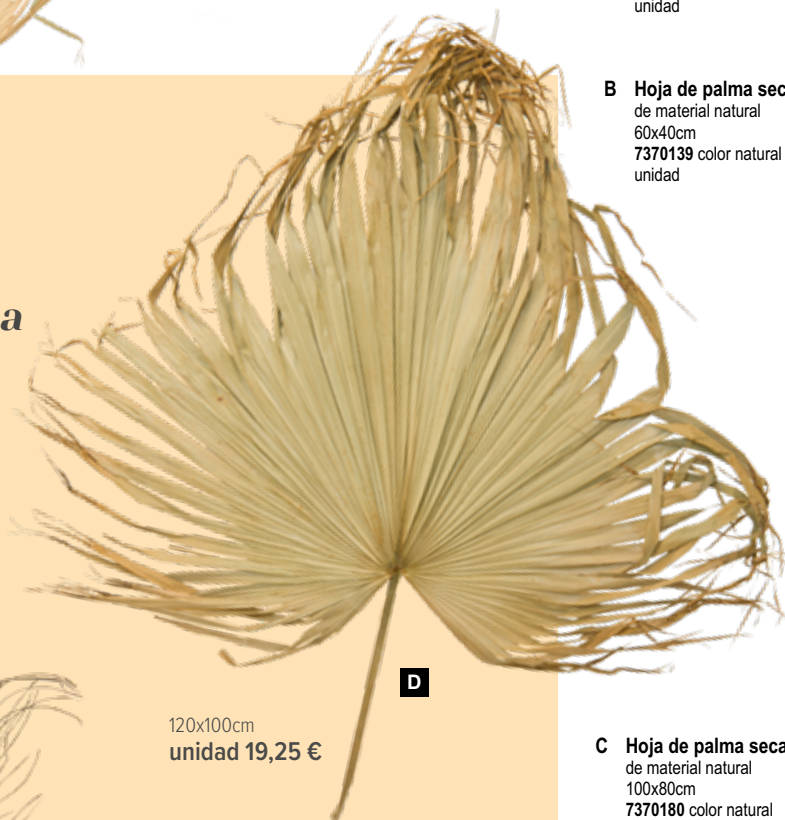 unidad
B Hoja de palma sec
de material natural
60x40cm
7370139 color natural
unidad
a
D
120x100cm
unidad 19,25 €
C Hoja de palma seca
de material natural
100x80cm
7370180 color natural